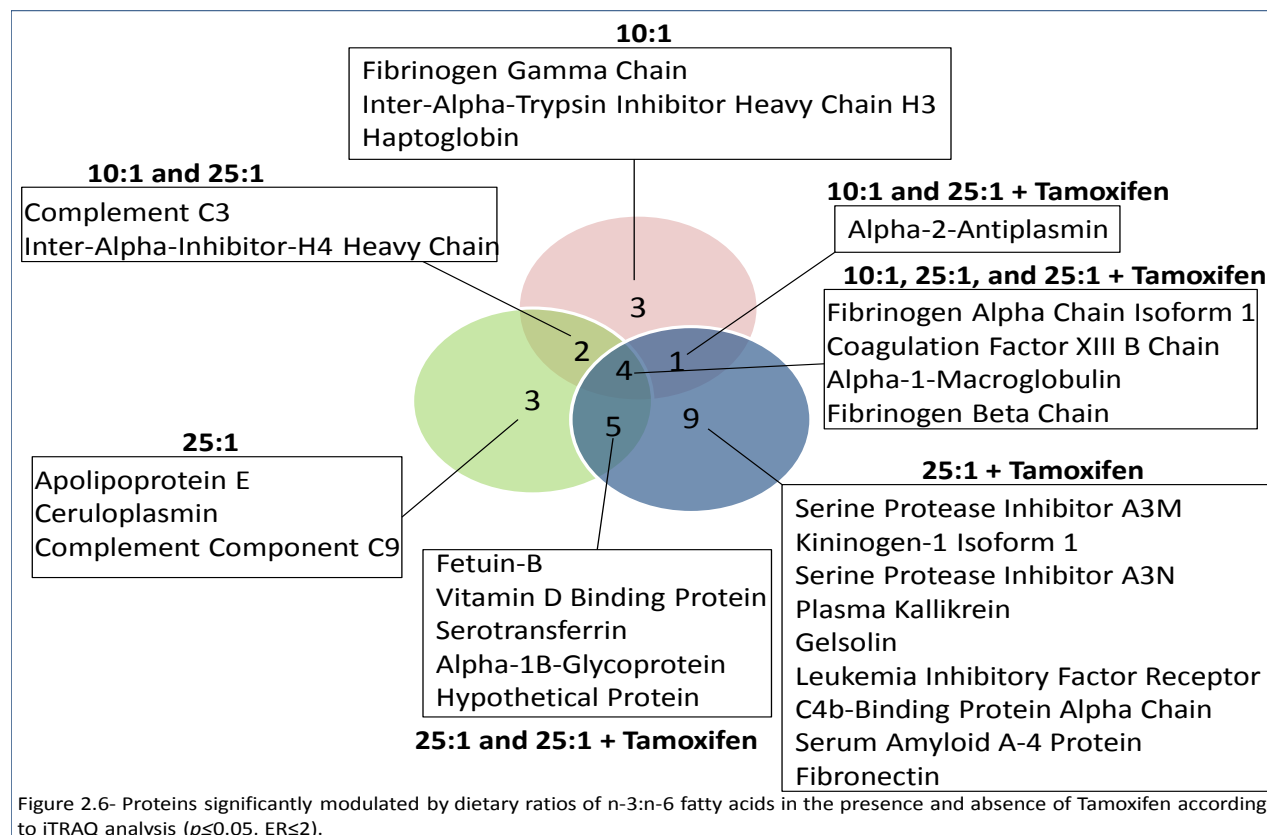 10:1
Fibrinogen Gamma Chain
Inter-Alpha-Trypsin Inhibitor Heavy Chain H3
Haptoglobin
10:1 and 25:1
Complement C3
Inter-Alpha-Inhibitor-H4 Heavy Chain
10:1 and 25:1 + Tamoxifen
Alpha-2-Antiplasmin
10:1, 25:1, and 25:1 + Tamoxifen
Fibrinogen Alpha Chain Isoform 1
Coagulation Factor XIII B Chain
Alpha-1-Macroglobulin
Fibrinogen Beta Chain
3
2
1
4
3
5
9
25:1
Apolipoprotein E
Ceruloplasmin
Complement Component C9
Fetuin-B
Vitamin D Binding Protein
Serotransferrin
Alpha-1B-Glycoprotein
Hypothetical Protein
25:1 and 25:1 + Tamoxifen
25:1 + Tamoxifen
Serine Protease Inhibitor A3M
Kininogen-1 Isoform 1
Serine Protease Inhibitor A3N
Plasma Kallikrein
Gelsolin
Leukemia Inhibitory Factor Receptor
C4b-Binding Protein Alpha Chain
Serum Amyloid A-4 Protein
Fibronectin
Figure 2.6- Proteins significantly modulated by dietary ratios of n-3:n-6 fatty acids in the presence and absence of Tamoxifen according
to iTRAQ analysis (p≤0.05, ER≤2).